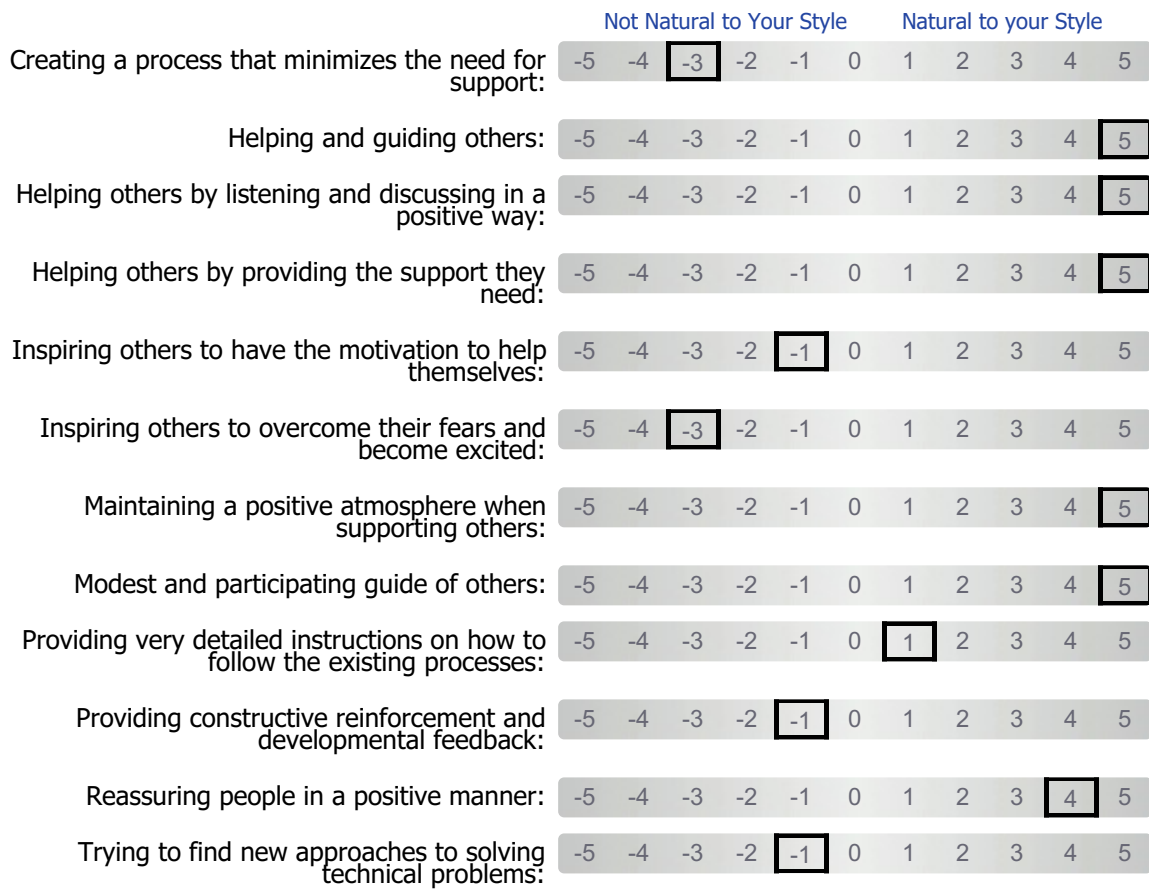 Not Natural to Your Style Natural to your Style
Creating a process that minimizes the need for
support:
-5 -4 -3 -2 -1 0 1 2 3 4 5
Helping and guiding others:
-5 -4 -3 -2 -1 0 1 2 3 4 5
Helping others by listening and discussing in a
positive way:
-5 -4 -3 -2 -1 0 1 2 3 4 5
Helping others by providing the support they
need:
-5 -4 -3 -2 -1 0 1 2 3 4 5
Inspiring others to have the motivation to help
themselves:
-5 -4 -3 -2 -1 0 1 2 3 4 5
Inspiring others to overcome their fears and
become excited:
-5 -4 -3 -2 -1 0 1 2 3 4 5
Maintaining a positive atmosphere when
supporting others:
-5 -4 -3 -2 -1 0 1 2 3 4 5
Modest and participating guide of others:
-5 -4 -3 -2 -1 0 1 2 3 4 5
Providing very detailed instructions on how to
follow the existing processes:
-5 -4 -3 -2 -1 0 1 2 3 4 5
Providing constructive reinforcement and
developmental feedback:
-5 -4 -3 -2 -1 0 1 2 3 4 5
Reassuring people in a positive manner:
-5 -4 -3 -2 -1 0 1 2 3 4 5
Trying to find new approaches to solving
technical problems:
-5 -4 -3 -2 -1 0 1 2 3 4 5